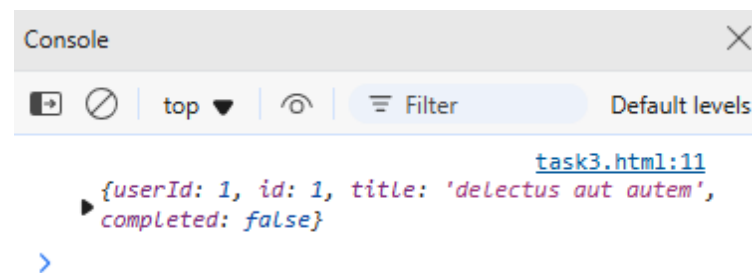 Console
top Filter Default levels
task3.html:11
{userId: 1, id: 1, title: 'delectus aut autem',
completed: false}